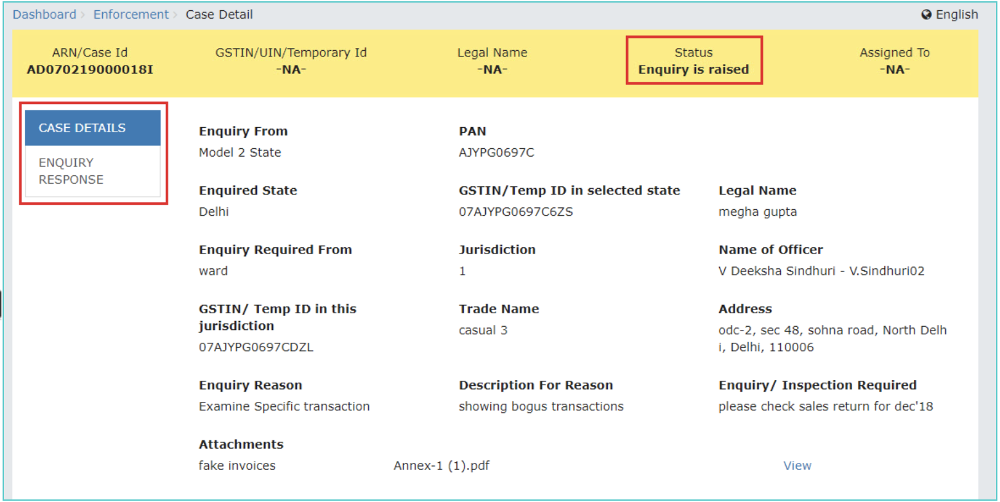 Dashboard > Enforcement > Case Detail English
ARN/Case Id GSTIN/UIN/Temporary Id Legal Name Status Assigned To
AD070219000018I -NA- -NA- Enquiry is raised -NA-
CASE DETAILS
ENQUIRY
RESPONSE
Enquiry From PAN
Model 2 State AJYPG0697C
Enquired State GSTIN/Temp ID in selected state Legal Name
Delhi 07AJYPG0697C6ZS megha gupta
Enquiry Required From Jurisdiction Name of Officer
ward 1 V Deeksha Sindhuri - V.Sindhuri02
GSTIN/ Temp ID in this Trade Name Address
jurisdiction casual 3 odc-2, sec 48, sohna road, North Delh
07AJYPG0697CDZL i, Delhi, 110006
Enquiry Reason Description For Reason Enquiry/ Inspection Required
Examine Specific transaction showing bogus transactions please check sales return for dec'18
Attachments
fake invoices Annex-1 (1).pdf View